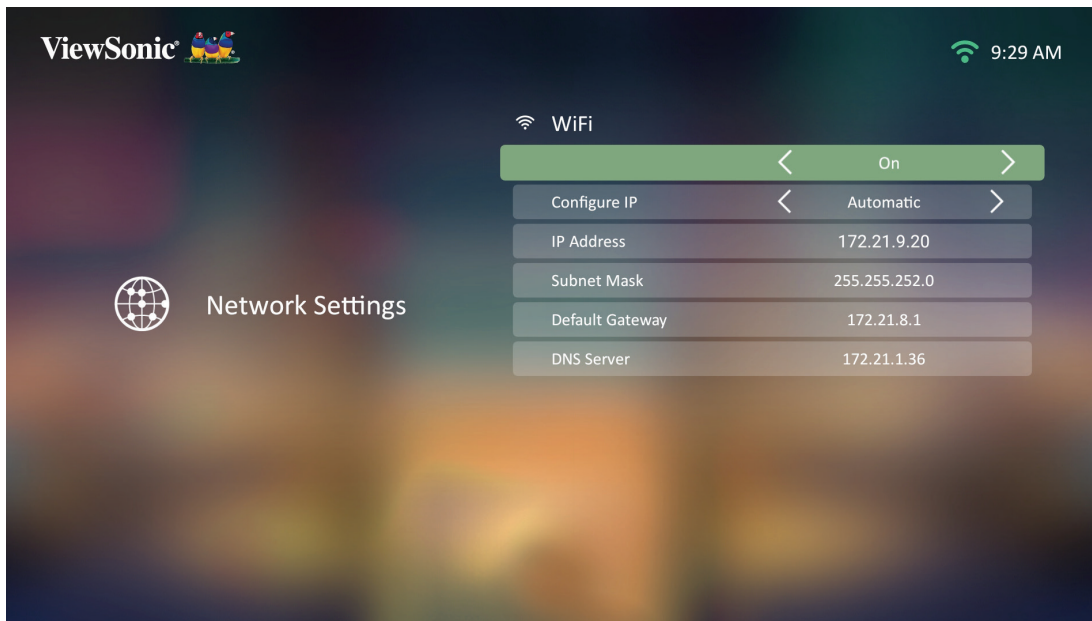 ViewSonic
9:29 AM
WiFi
On
Configure IP Automatic
IP Address 172.21.9.20
Subnet Mask 255.255.252.0
Default Gateway 172.21.8.1
DNS Server 172.21.1.36
Network Settings